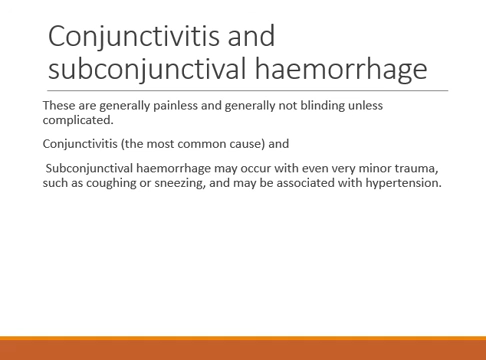 Conjunctivitis and
subconjunctival haemorrhage
These are generally painless and generally not blinding unless
complicated.
Conjunctivitis (the most common cause) and
Subconjunctival haemorrhage may occur with even very minor trauma,
such as coughing or sneezing, and may be associated with hypertension.